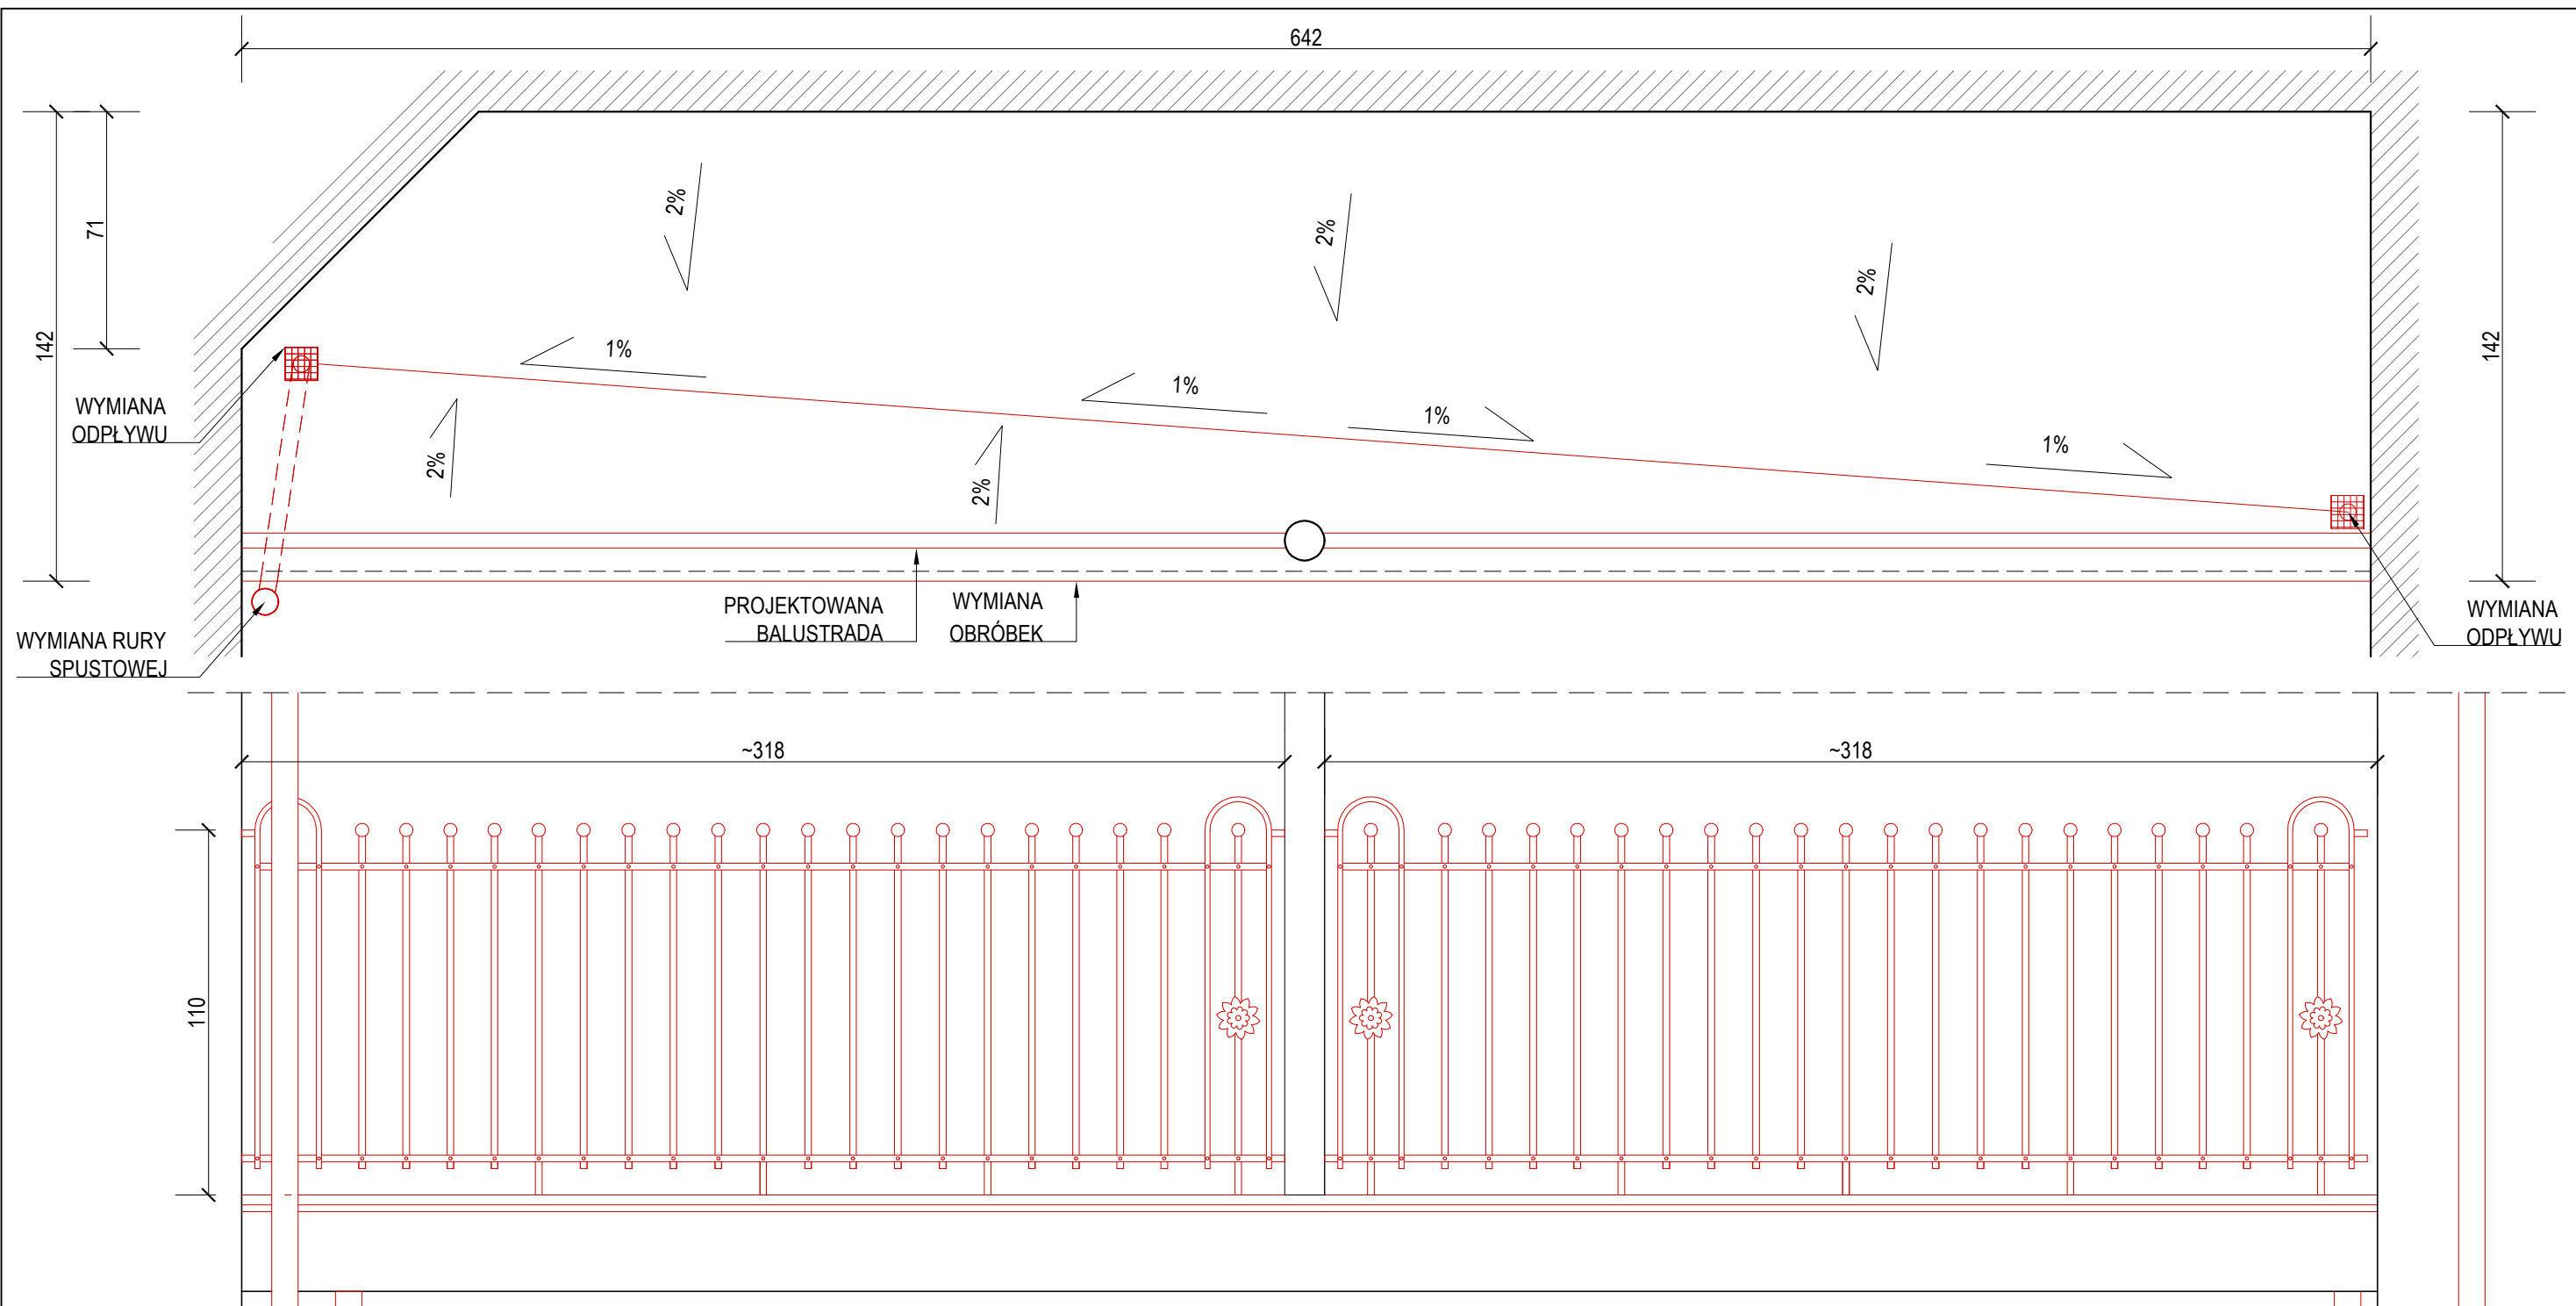 642
71
142
142
2%
2%
2%
1%
1%
1%
1%
2%
2%
WYMIANA
ODPŁYWU
PROJEKTOWANA
BALUSTRADA
WYMIANA
OBRÓBEK
WYMIANA
ODPŁYWU
WYMIANA RURY
SPUSTOWEJ
~318
~318
110